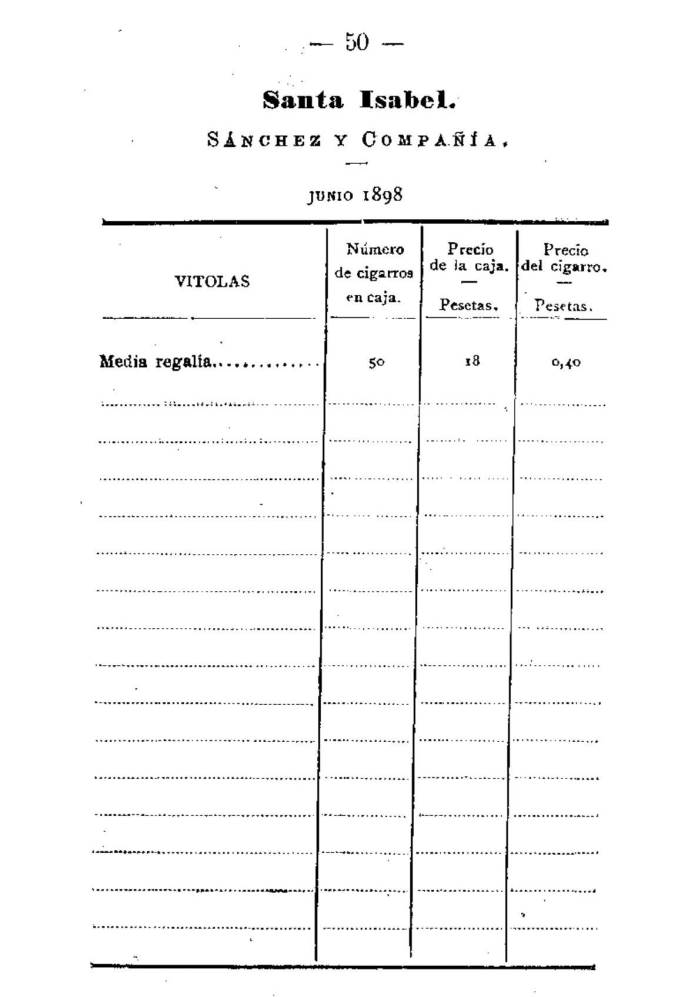 — 50 —
Santa Isabel.
SÁNCHEZ Y COMPAÑÍA.
JUNIO 1898
VITOLAS
Número
de cigarros
en caja.
Precio
de la caja.
—
Pesetas.
Precio
del cigarro.
—
Pesetas.
Media regalía.............. 50 18 0,40